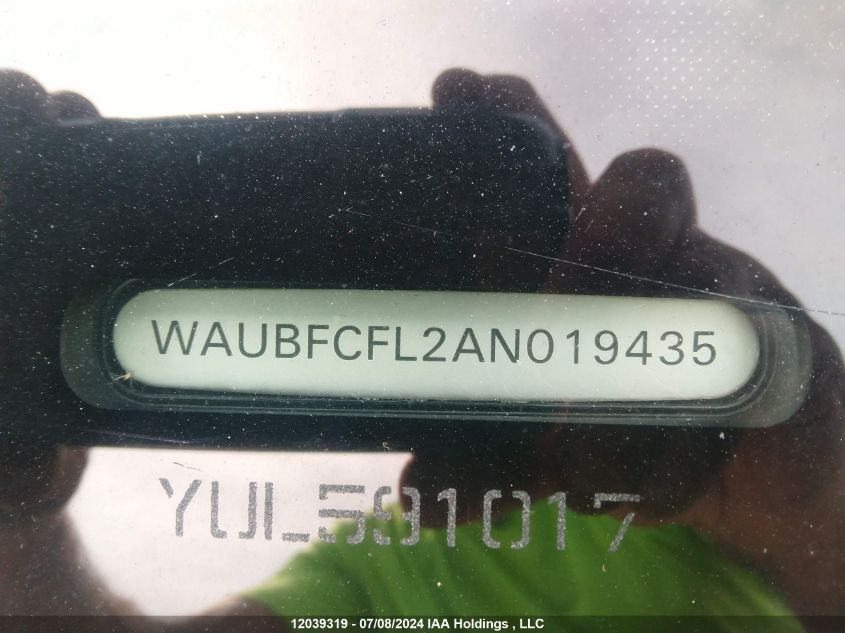 WAUBFCFL2AN019435
YUL591017
12039319 - 07/08/2024 IAA Holdings , LLC